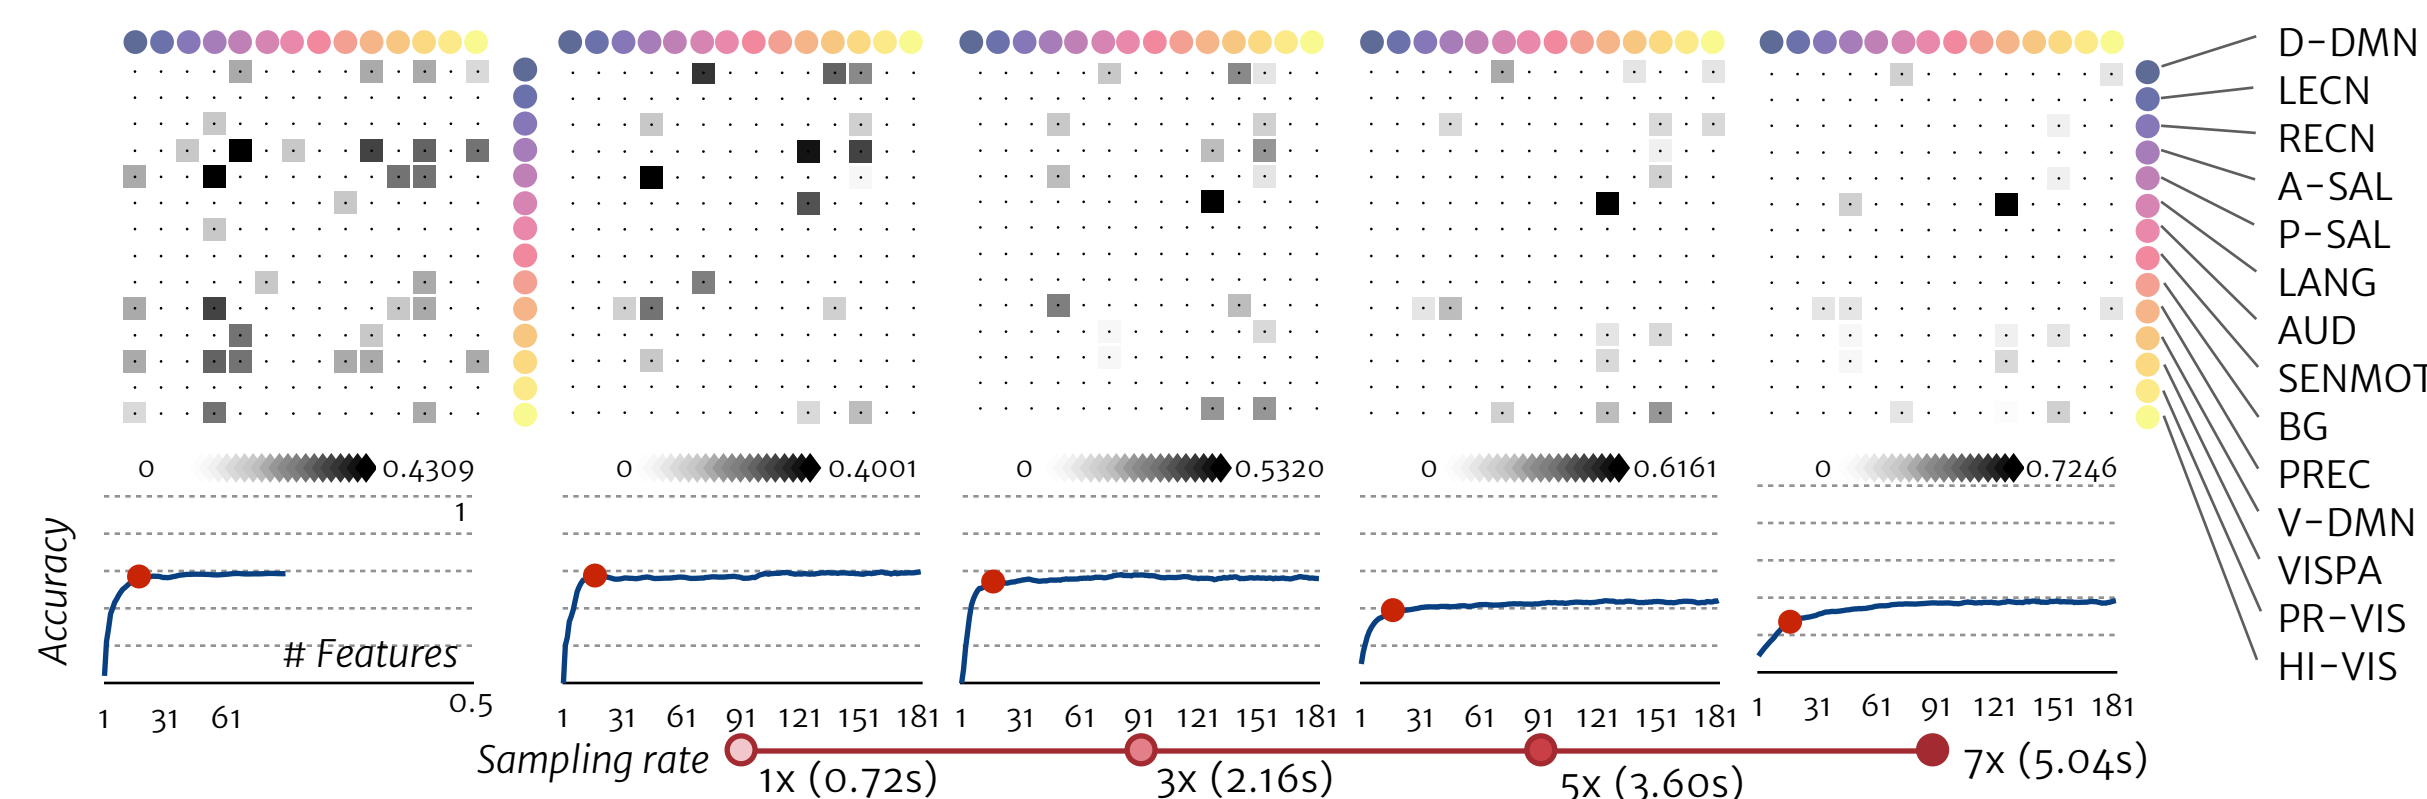 D-DMN
LECN
RECN
A-SAL
P-SAL
LANG
AUD
SENMOT
BG
PREC
V-DMN
VISPA
PR-VIS
HI-VIS
0 0.4309
0 0.4001
0 0.5320
0 0.6161
0 0.7246
Accuracy
1
# Features
0.5
1 31 61
1 31 61 91 121 151 181
1 31 61 91 121 151 181
1 31 61 91 121 151 181
1 31 61 91 121 151 181
Sampling rate
1x (0.72s)
3x (2.16s)
5x (3.60s)
7x (5.04s)